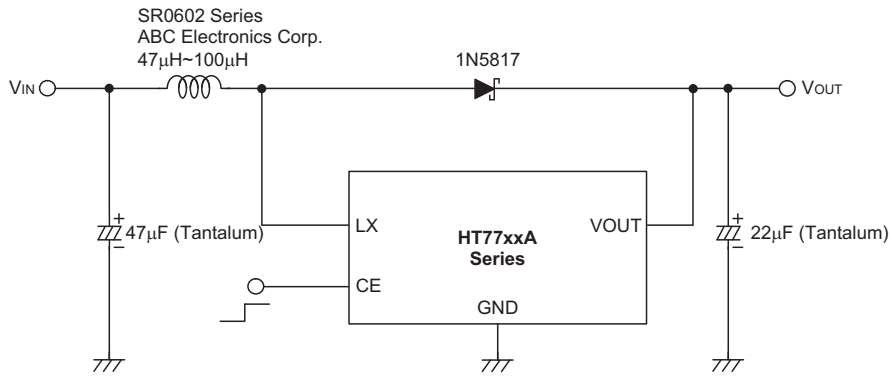 SR0602 Series
ABC Electronics Corp.
47μH~100μH
1N5817
VIN
VOUT
+
47μF (Tantalum)
−
LX
HT77xxA
Series
VOUT
+
22μF (Tantalum)
−
CE
GND